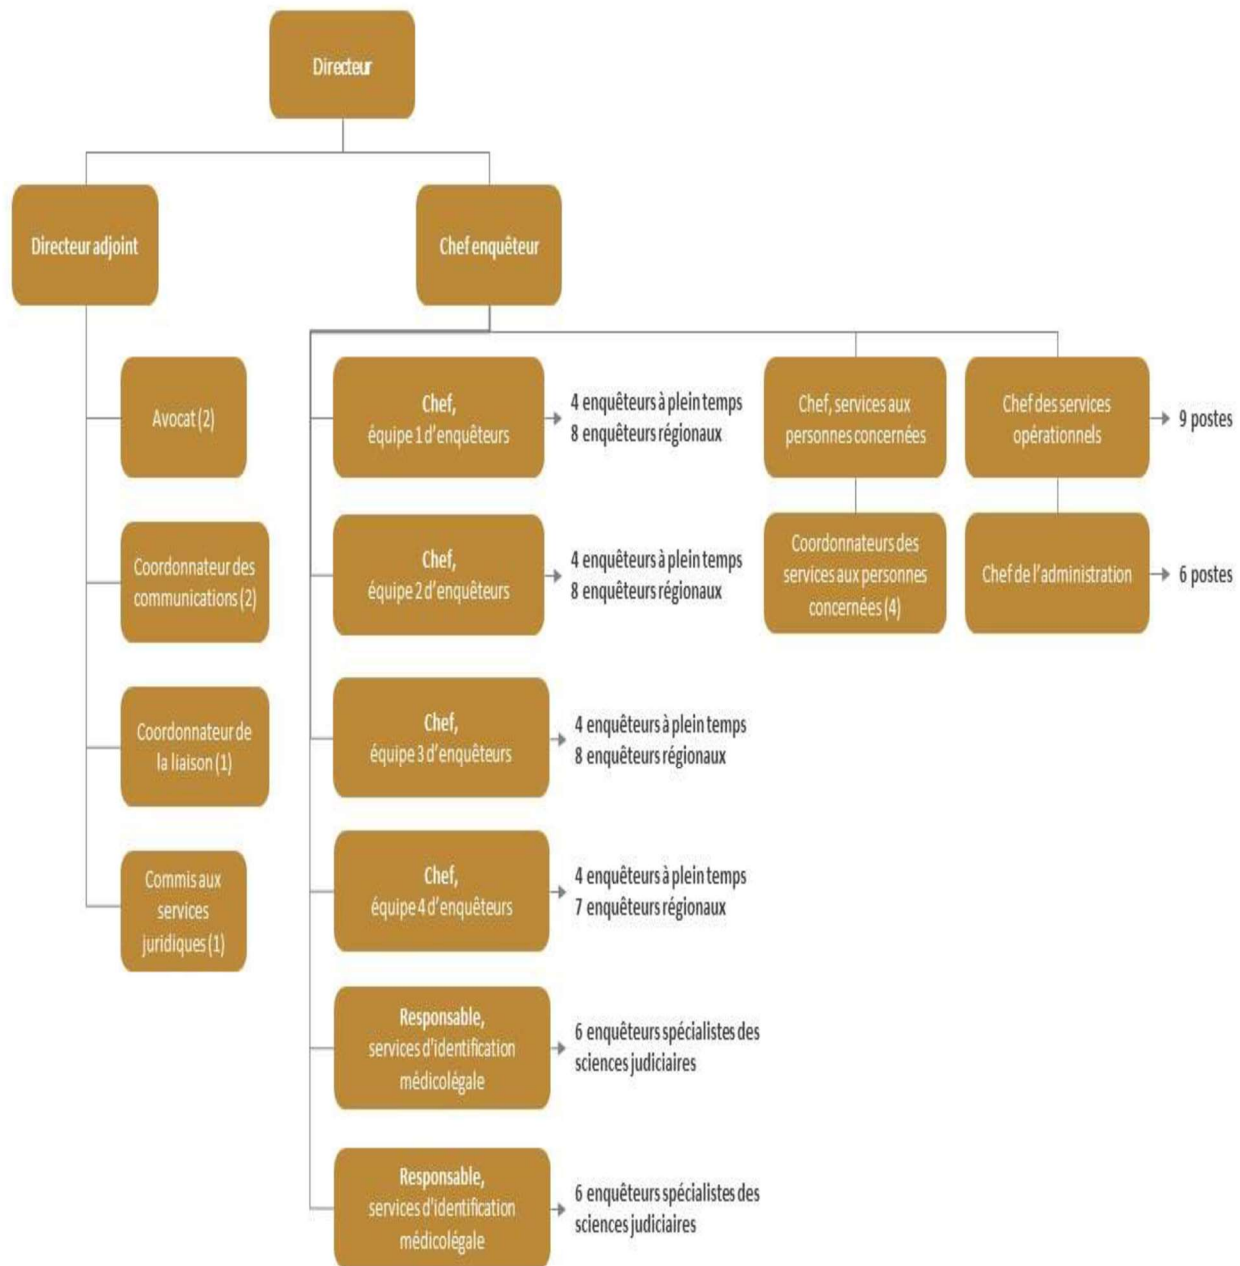 Directeur
Directeur adjoint
Chef enquêteur
Avocat (2)
Coordonnateur des
communications (2)
Coordonnateur de
la liaison (1)
Commis aux
services
juridiques (1)
Chef,
équipe 1 d'enquêteurs
4 enquêteurs à plein temps
8 enquêteurs régionaux
Chef,
équipe 2 d'enquêteurs
4 enquêteurs à plein temps
8 enquêteurs régionaux
Chef,
équipe 3 d'enquêteurs
4 enquêteurs à plein temps
8 enquêteurs régionaux
Chef,
équipe 4 d'enquêteurs
4 enquêteurs à plein temps
7 enquêteurs régionaux
Responsable,
services d'identification
médicolégale
6 enquêteurs spécialistes des
sciences judiciaires
Responsable,
services d'identification
médicolégale
6 enquêteurs spécialistes des
sciences judiciaires
Chef, services aux
personnes concernées
Coordonnateurs des
services aux personnes
concernées (4)
Chef des services
opérationnels
9 postes
Chef de l'administration
6 postes